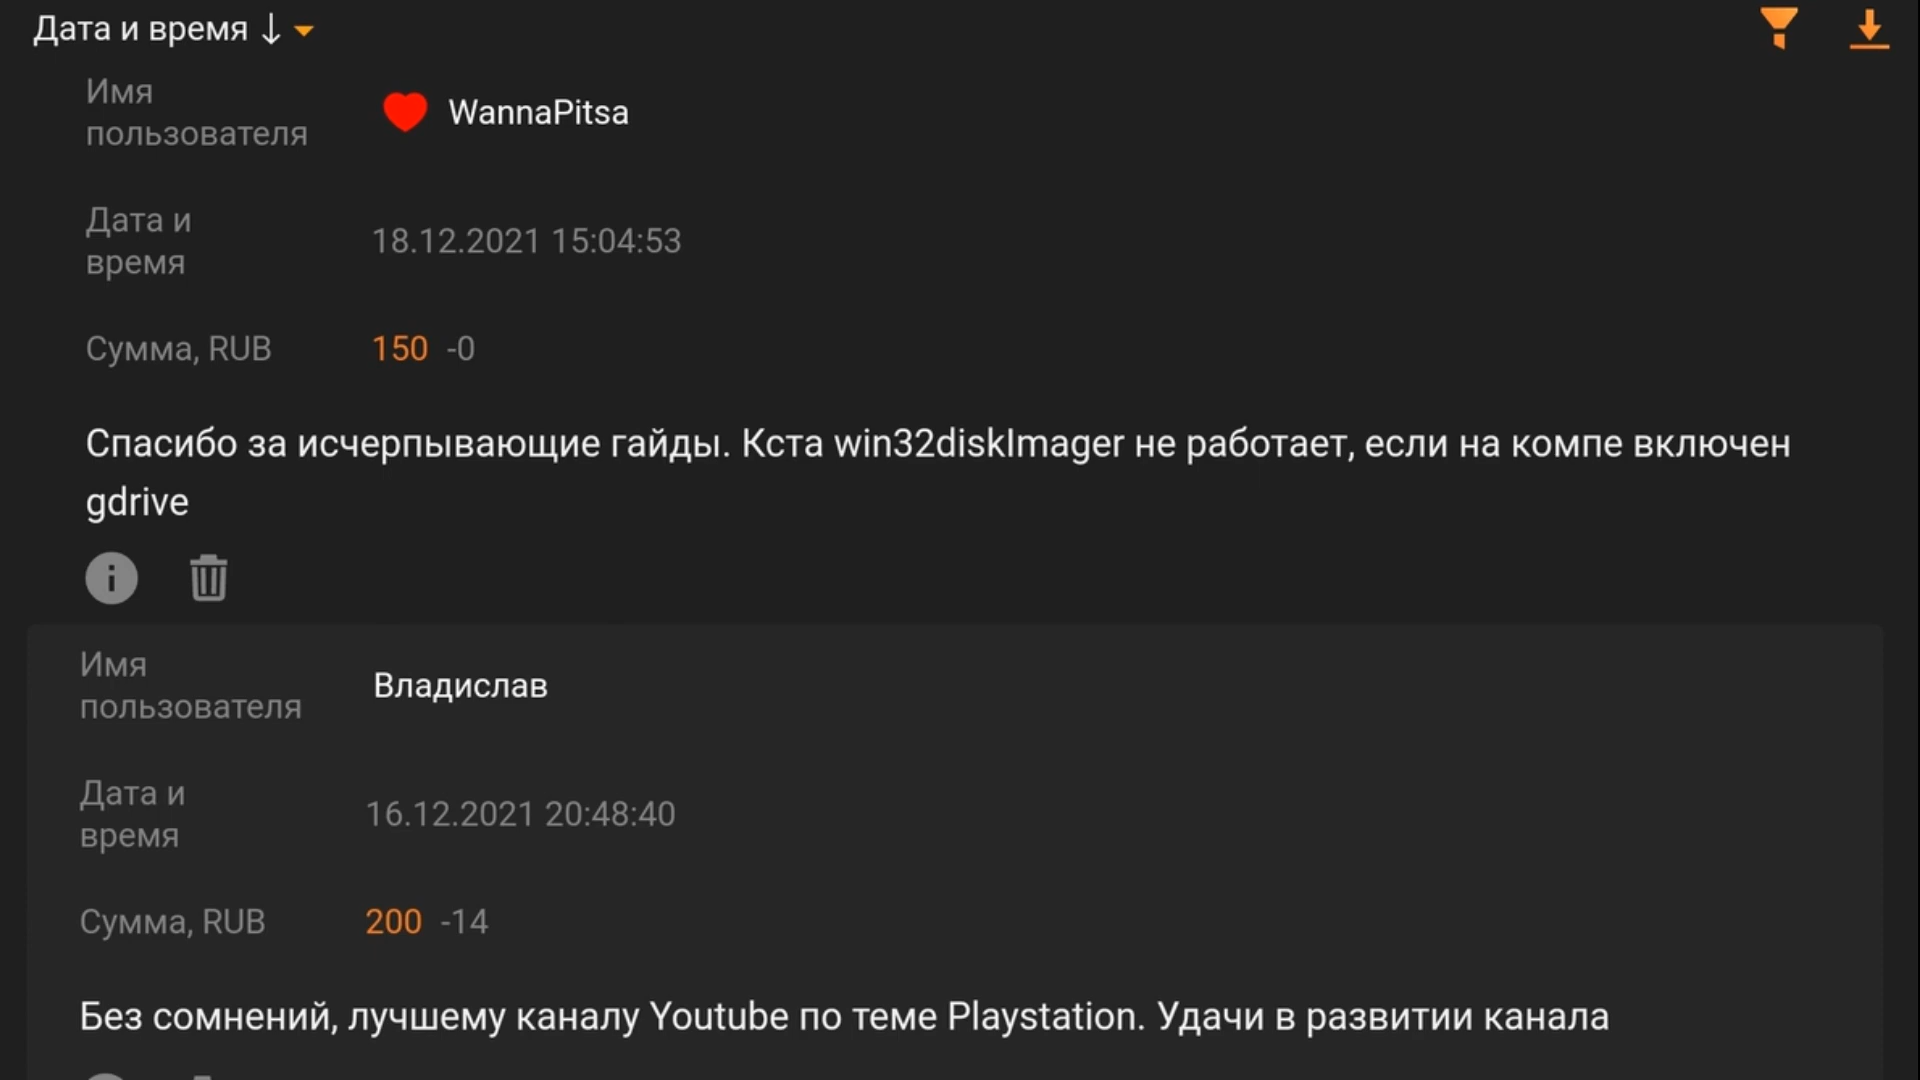 Дата и время ↓
Имя
пользователя
WannaPitsa
Дата и
время
18.12.2021 15:04:53
Сумма, RUB
150 -0
Спасибо за исчерпывающие гайды. Кста win32diskImager не работает, если на компе включен
gdrive
Имя
пользователя
Владислав
Дата и
время
16.12.2021 20:48:40
Сумма, RUB
200 -14
Без сомнений, лучшему каналу Youtube по теме Playstation. Удачи в развитии канала